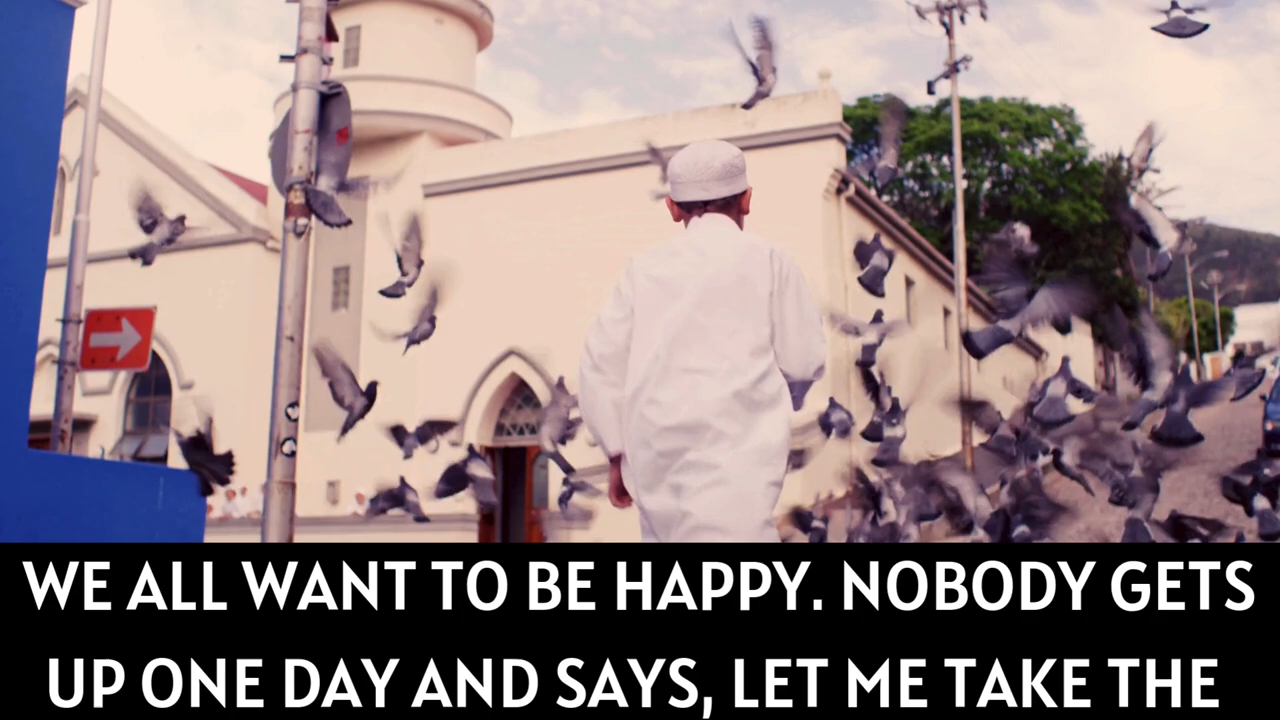 WE ALL WANT TO BE HAPPY. NOBODY GETS
UP ONE DAY AND SAYS, LET ME TAKE THE